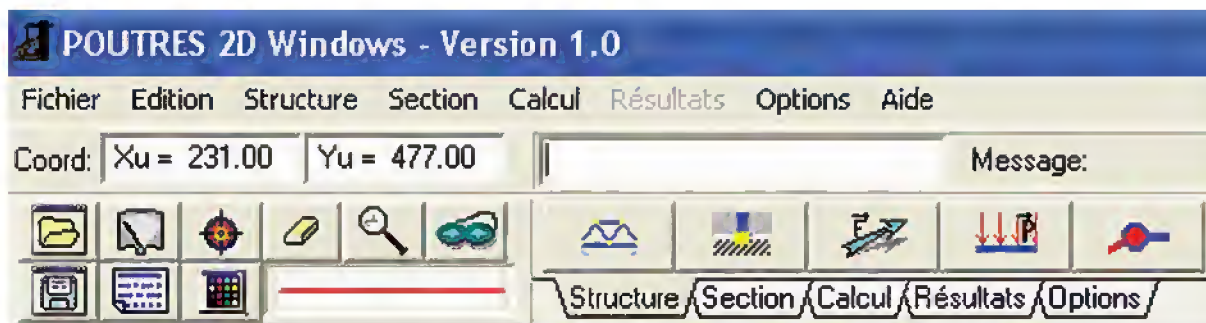 POUTRES 2D Windows - Version 1.0
Fichier Edition Structure Section Calcul Résultats Options Aide
Coord: Xu = 231.00 Yu = 477.00 Message:
F P
Structure Section Calcul Résultats Options